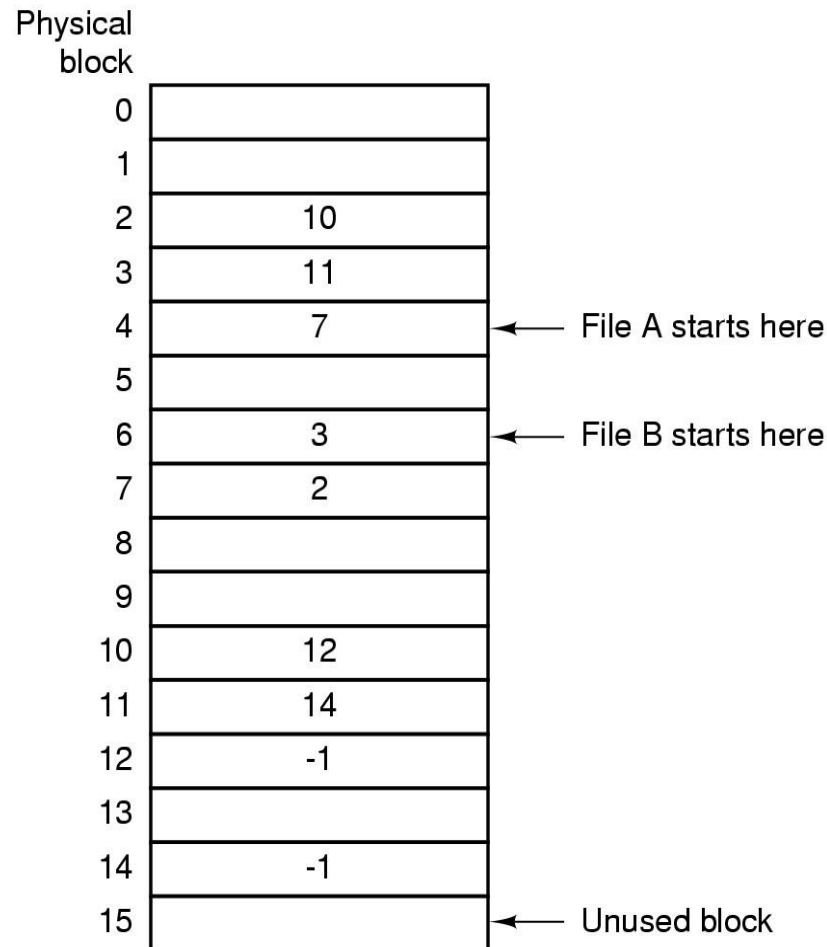 Physical
block
0
1
2 10
3 11
4 7 File A starts here
5
6 3 File B starts here
7 2
8
9
10 12
11 14
12 -1
13
14 -1
15 Unused block